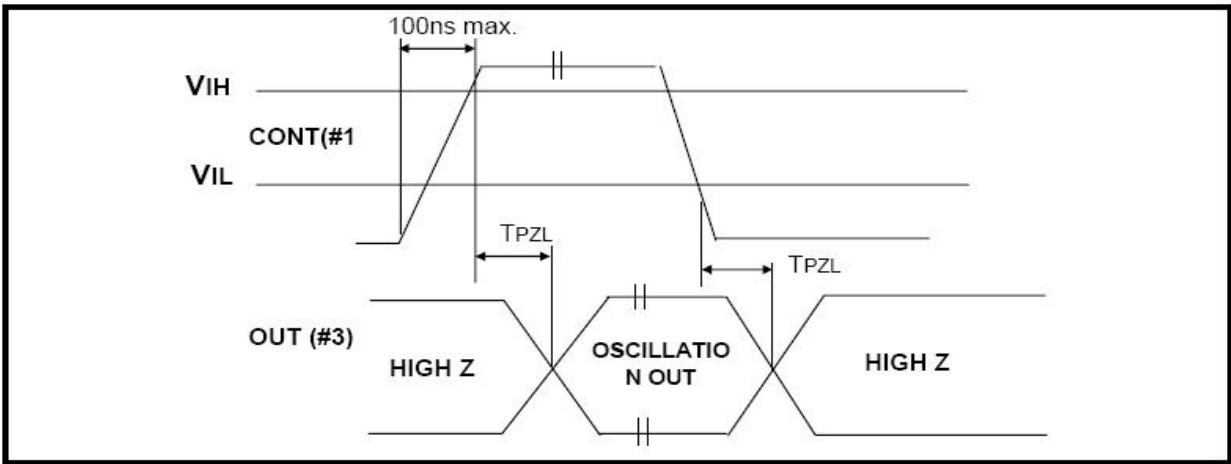 100ns max.
VIH
CONT(#1
VIL
TPZL
TPZL
OUT (#3)
HIGH Z
OSCILLATIO
N OUT
HIGH Z